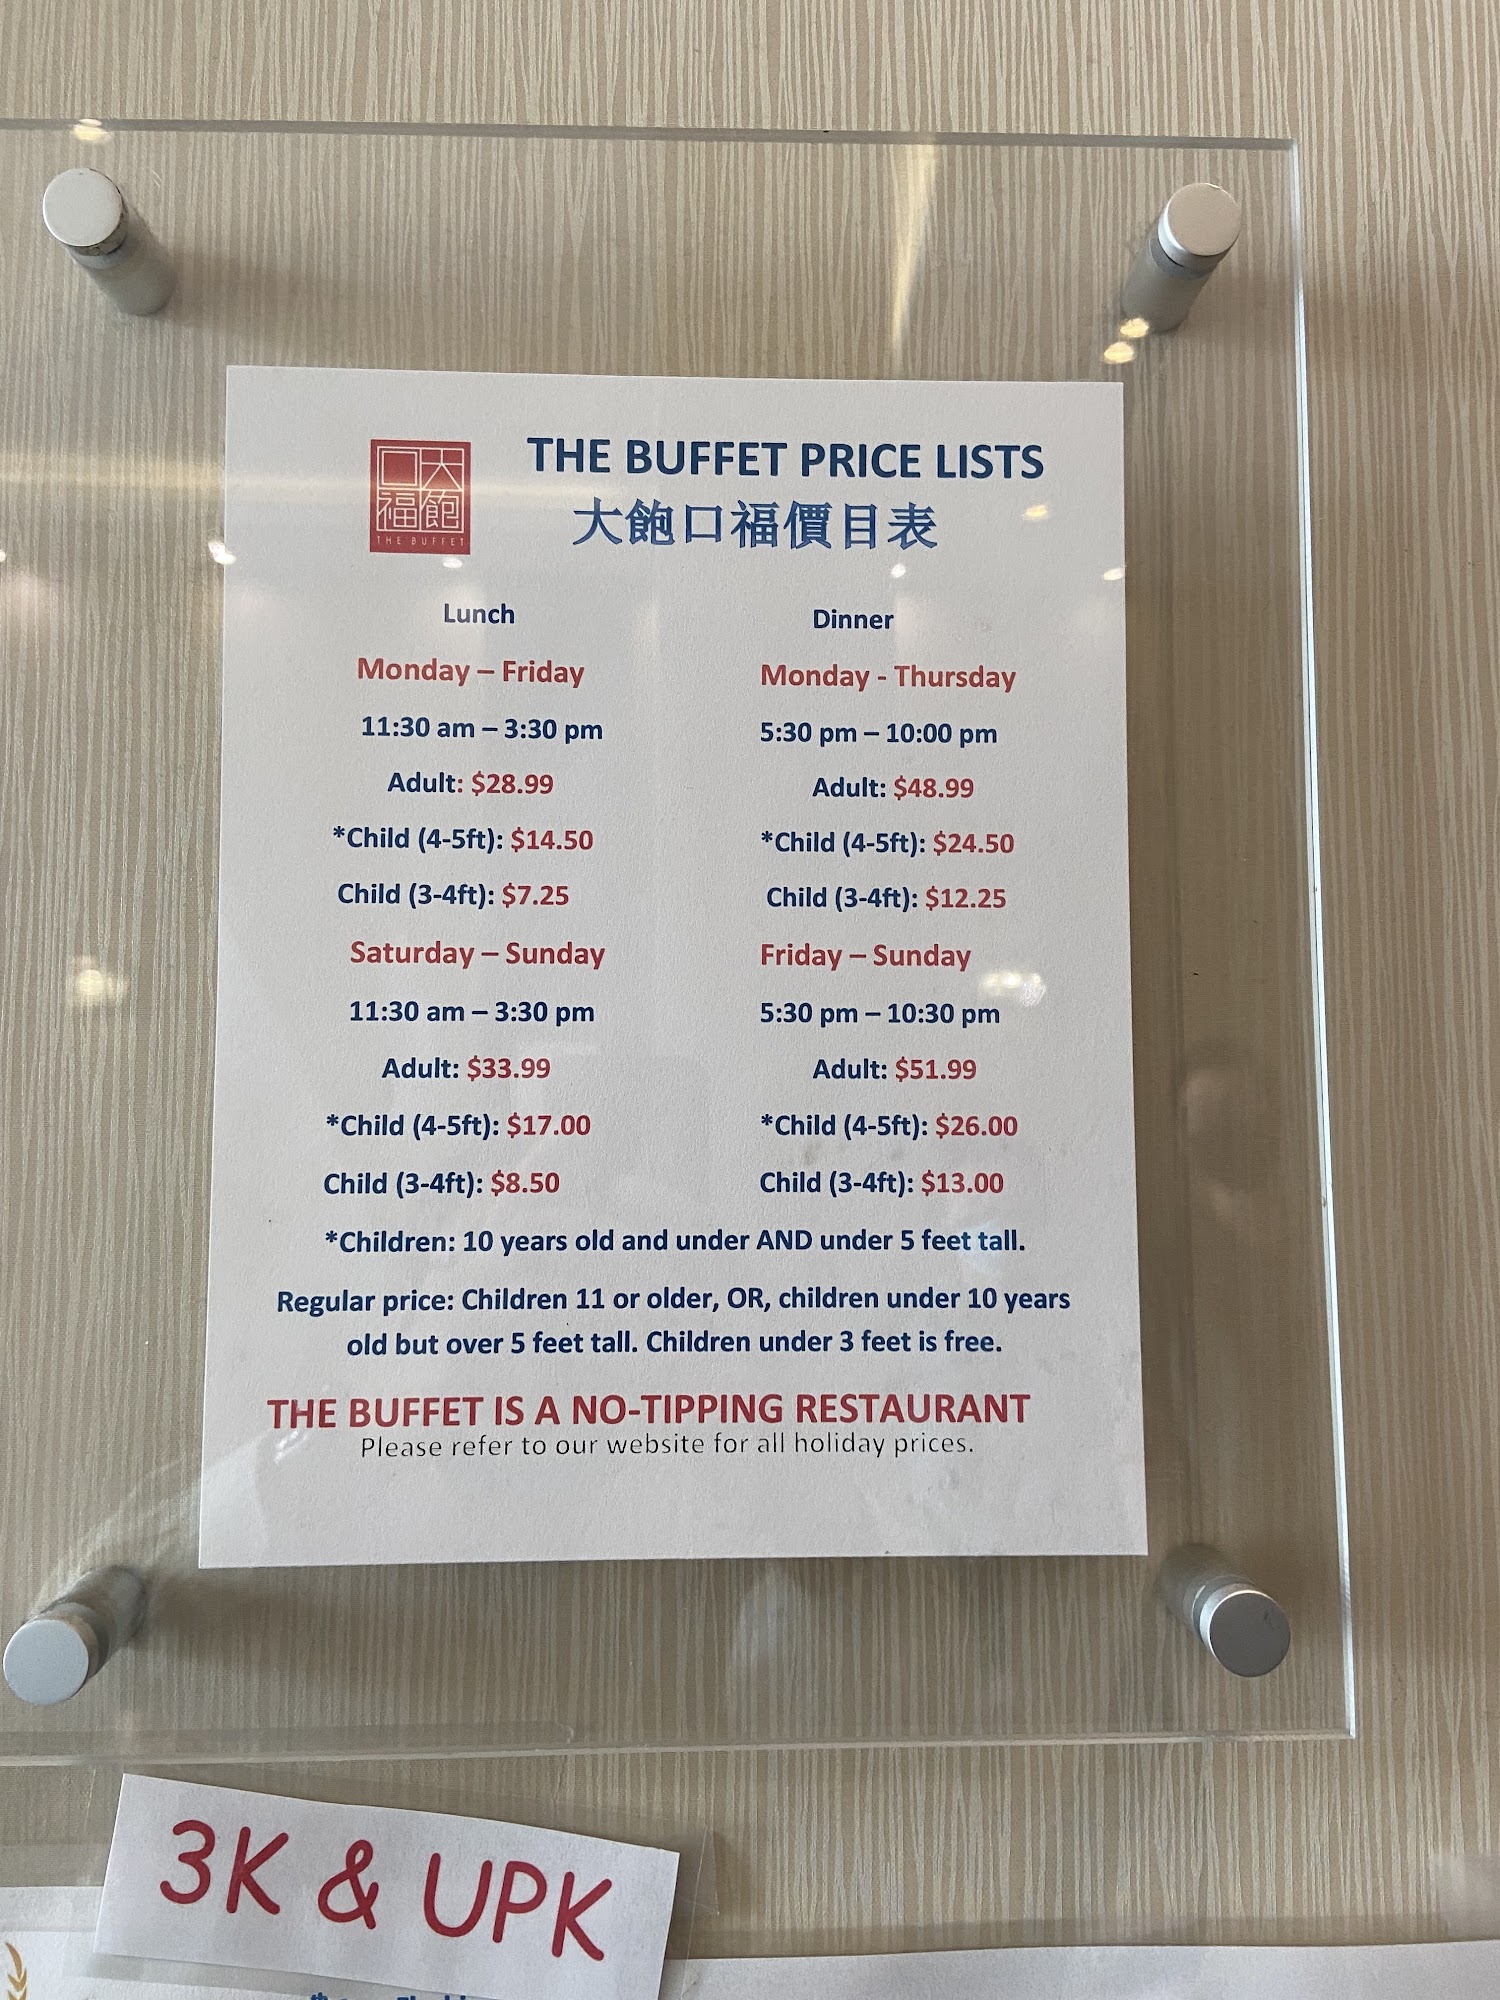 口大
福飽
THE BUFFET
THE BUFFET PRICE LISTS
大飽口福價目表
Lunch
Monday – Friday
11:30 am – 3:30 pm
Adult: $28.99
*Child (4-5ft): $14.50
Child (3-4ft): $7.25
Saturday – Sunday
11:30 am – 3:30 pm
Adult: $33.99
*Child (4-5ft): $17.00
Child (3-4ft): $8.50
Dinner
Monday - Thursday
5:30 pm – 10:00 pm
Adult: $48.99
*Child (4-5ft): $24.50
Child (3-4ft): $12.25
Friday – Sunday
5:30 pm – 10:30 pm
Adult: $51.99
*Child (4-5ft): $26.00
Child (3-4ft): $13.00
*Children: 10 years old and under AND under 5 feet tall.
Regular price: Children 11 or older, OR, children under 10 years
old but over 5 feet tall. Children under 3 feet is free.
THE BUFFET IS A NO-TIPPING RESTAURANT
Please refer to our website for all holiday prices.
3K & UPK